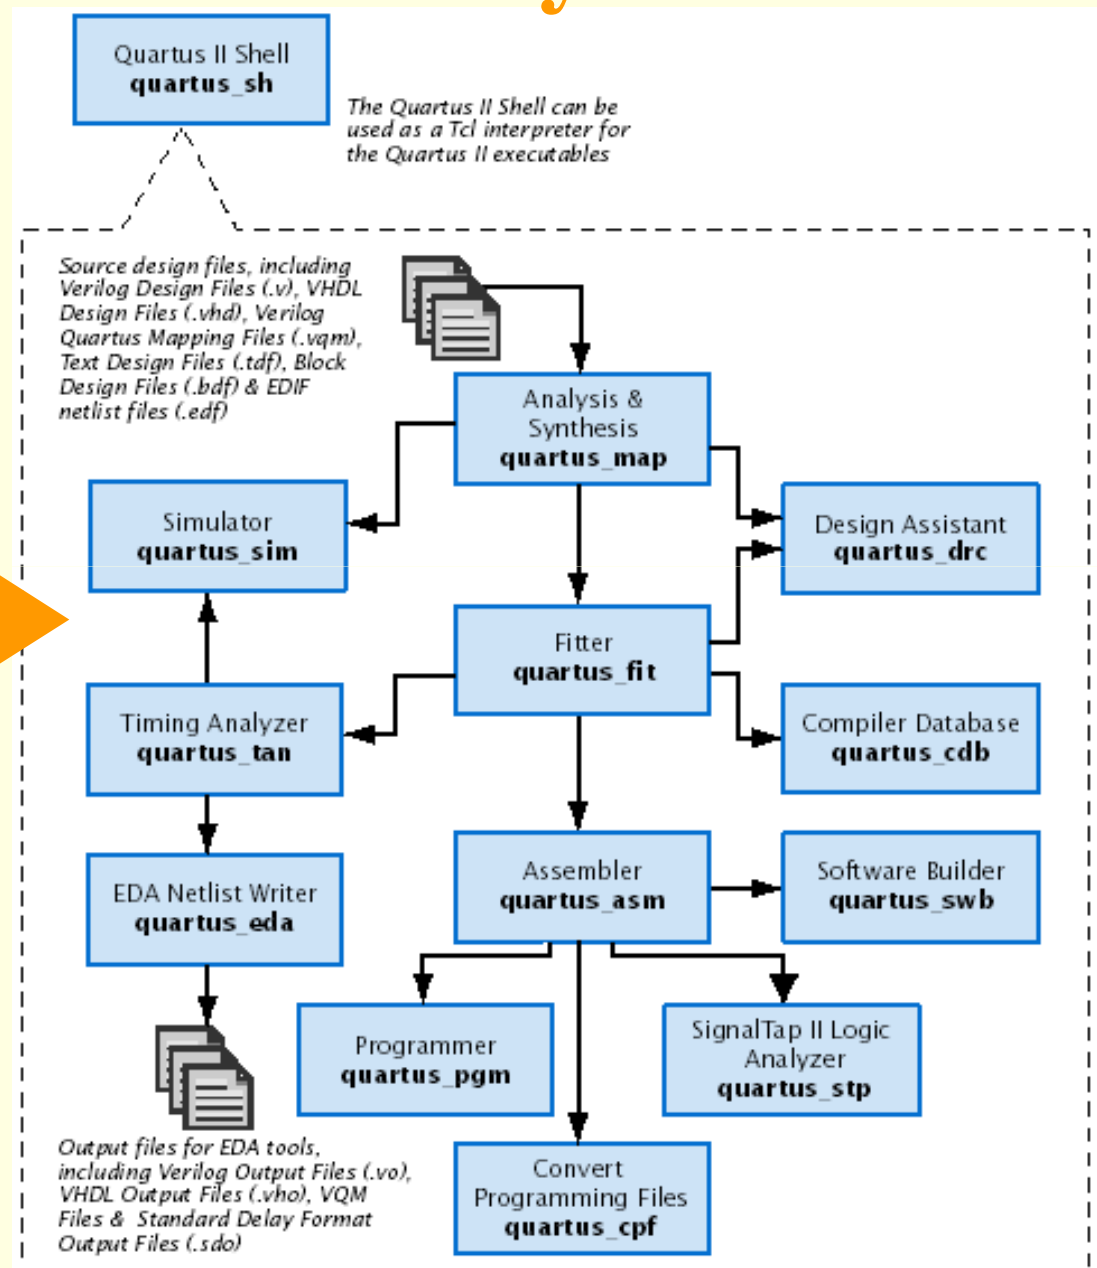 Quartus II Shell
quartus_sh
The Quartus II Shell can be
used as a Tcl interpreter for
the Quartus II executables
Source design files, including
Verilog Design Files (.v), VHDL
Design Files (.vhd), Verilog
Quartus Mapping Files (.vqm),
Text Design Files (.tdf), Block
Design Files (.bdf) & EDIF
netlist files (.edf)
Analysis &
Synthesis
quartus_map
Simulator
quartus_sim
Design Assistant
quartus_drc
Fitter
quartus_fit
Timing Analyzer
quartus_tan
Compiler Database
quartus_cdb
Assembler
quartus_asm
Software Builder
quartus_swb
EDA Netlist Writer
quartus_eda
Programmer
quartus_pgm
SignalTap II Logic
Analyzer
quartus_stp
Output files for EDA tools,
including Verilog Output Files (.vo),
VHDL Output Files (.vho), VQM
Files & Standard Delay Format
Output Files (.sdo)
Convert
Programming Files
quartus_cpf